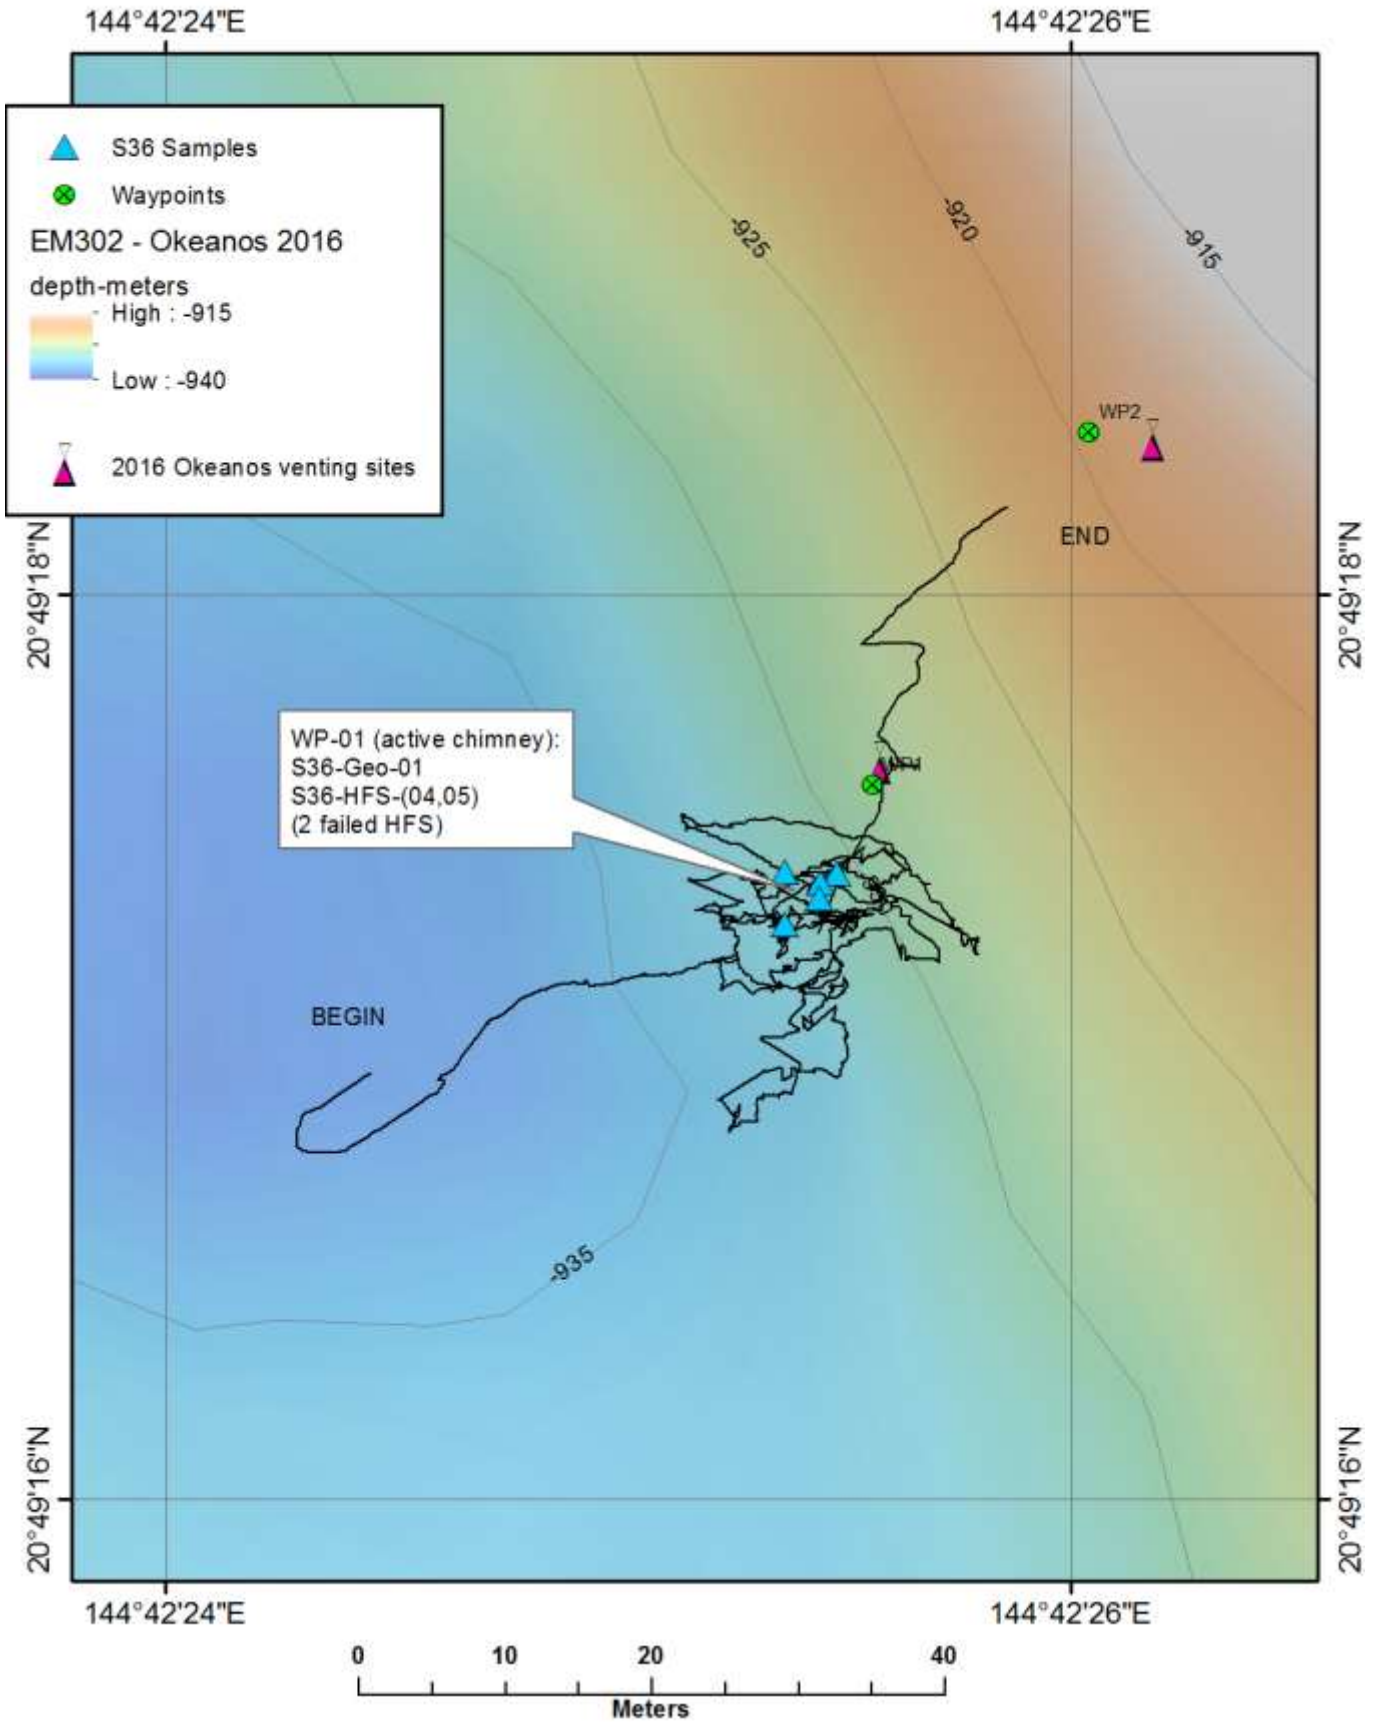 144°42'24"E
144°42'26"E
S36 Samples
Waypoints
EM302 - Okeanos 2016
depth-meters
High : -915
Low : -940
2016 Okeanos venting sites
-925
-920
-915
WP2
END
20°49'18"N
20°49'18"N
WP-01 (active chimney):
S36-Geo-01
S36-HFS-(04,05)
(2 failed HFS)
BEGIN
-935
20°49'16"N
20°49'16"N
144°42'24"E
144°42'26"E
0
10
20
40
Meters